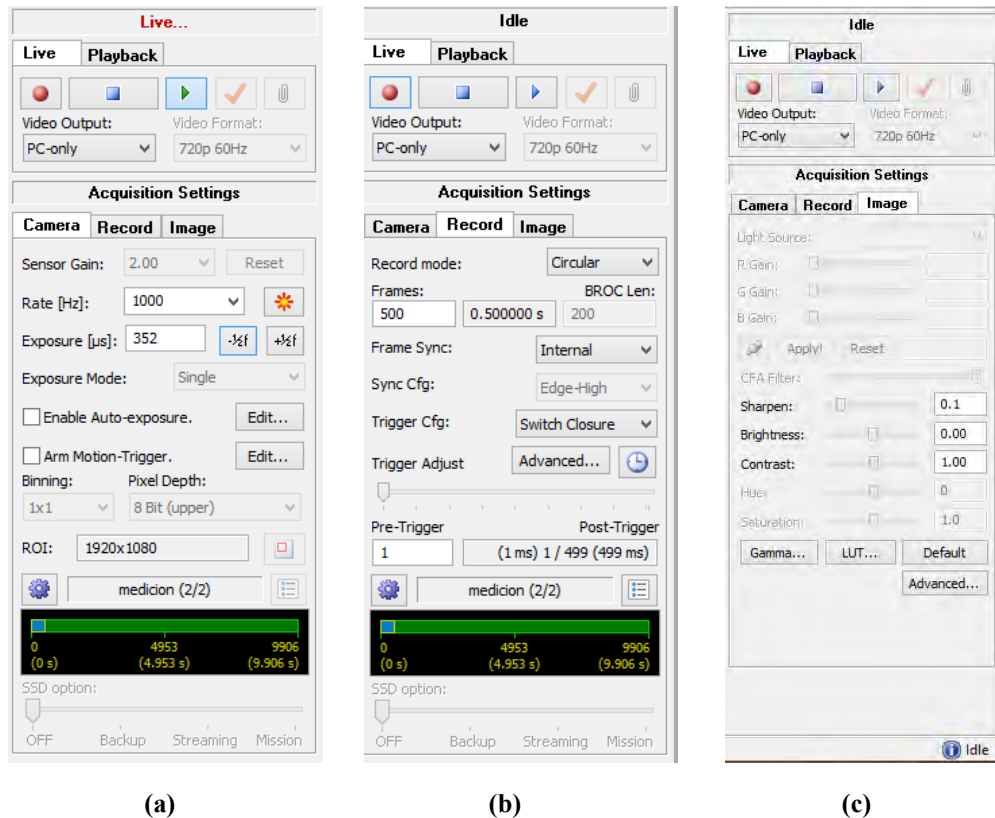 Live...
Live Playback
Video Output: Video Format:
PC-only 720p 60Hz
Acquisition Settings
Camera Record Image
Sensor Gain: 2.00 Reset
Rate [Hz]: 1000
Exposure [µs]: 352 -½f +½f
Exposure Mode: Single
Enable Auto-exposure. Edit...
Arm Motion-Trigger. Edit...
Binning: Pixel Depth:
1x1 8 Bit (upper)
ROI: 1920x1080
medicion (2/2)
0 4953 9906
(0 s) (4.953 s) (9.906 s)
SSD option:
OFF Backup Streaming Mission
(a)
Idle
Live Playback
Video Output: Video Format:
PC-only 720p 60Hz
Acquisition Settings
Camera Record Image
Record mode: Circular
Frames: BROC Len:
500 0.500000 s 200
Frame Sync: Internal
Sync Cfg: Edge-High
Trigger Cfg: Switch Closure
Trigger Adjust Advanced...
Pre-Trigger Post-Trigger
1 (1 ms) 1 / 499 (499 ms)
medicion (2/2)
0 4953 9906
(0 s) (4.953 s) (9.906 s)
SSD option:
OFF Backup Streaming Mission
(b)
Idle
Live Playback
Video Output: Video Format:
PC-only 720p 60Hz
Acquisition Settings
Camera Record Image
Light Source:
R Gain:
G Gain:
B Gain:
Apply! Reset
CFA Filter:
Sharpen: 0.1
Brightness: 0.00
Contrast: 1.00
Hue: 0
Saturation: 1.0
Gamma... LUT... Default
Advanced...
Idle
(c)